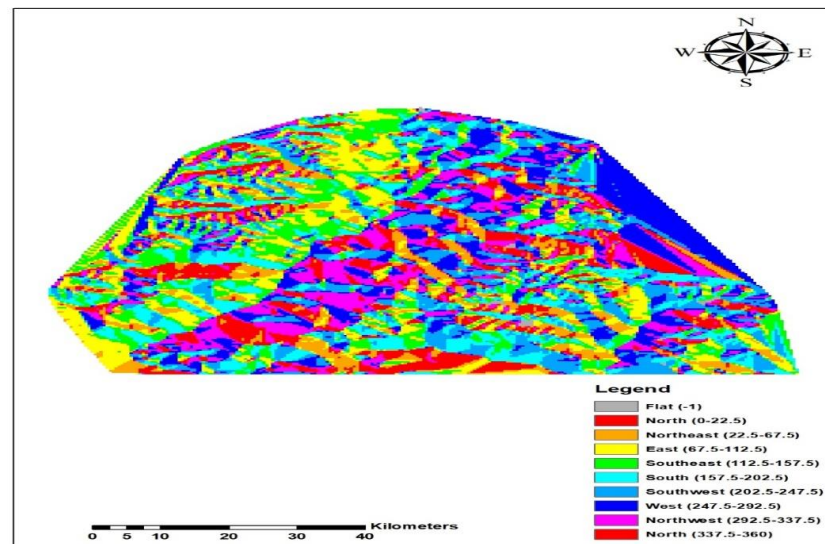 N
W E
S
Legend
Flat (-1)
North (0-22.5)
Northeast (22.5-67.5)
East (67.5-112.5)
Southeast (112.5-157.5)
South (157.5-202.5)
Southwest (202.5-247.5)
West (247.5-292.5)
Northwest (292.5-337.5)
North (337.5-360)
Kilometers
0 5 10 20 30 40